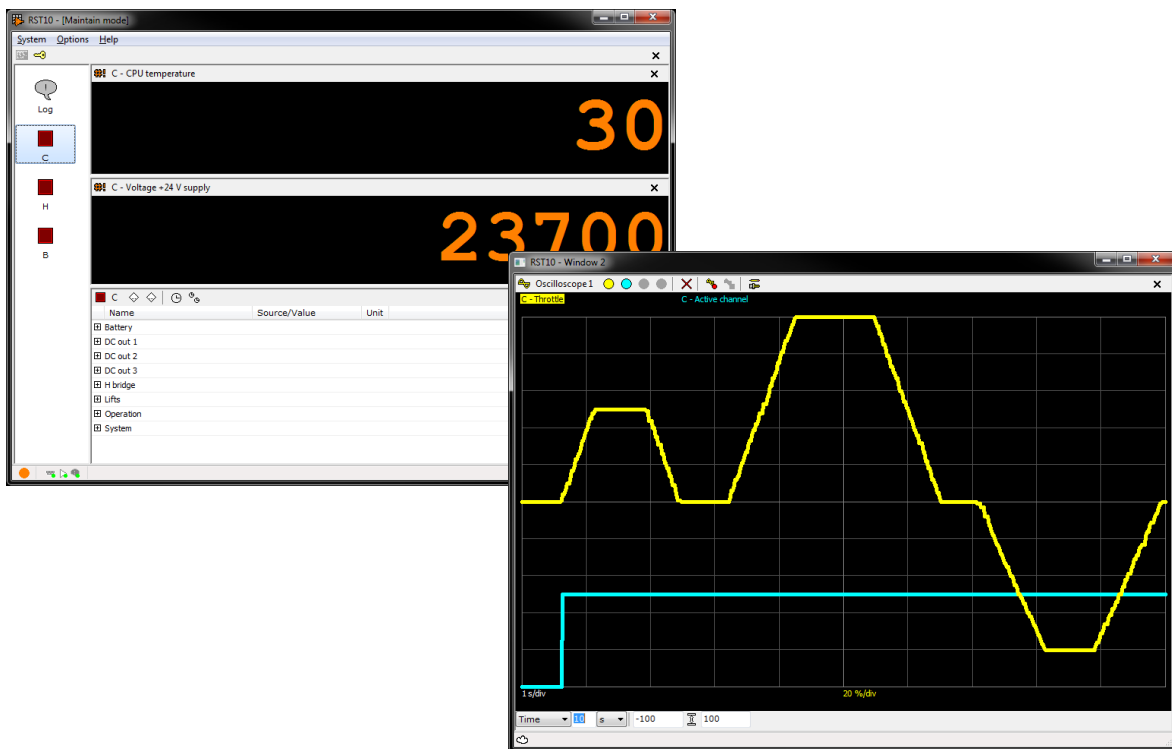 RST10 - [Maintain mode]
System Options Help
C - CPU temperature
30
Log
C
C - Voltage +24 V supply
23700
H
B
C
Name Source/Value Unit
Battery
DC out 1
DC out 2
DC out 3
H bridge
Lifts
Operation
System
RST10 - Window 2
Oscilloscope1
C - Throttle C - Active channel
1 s/div 20 %/div
Time 10 s -100 100